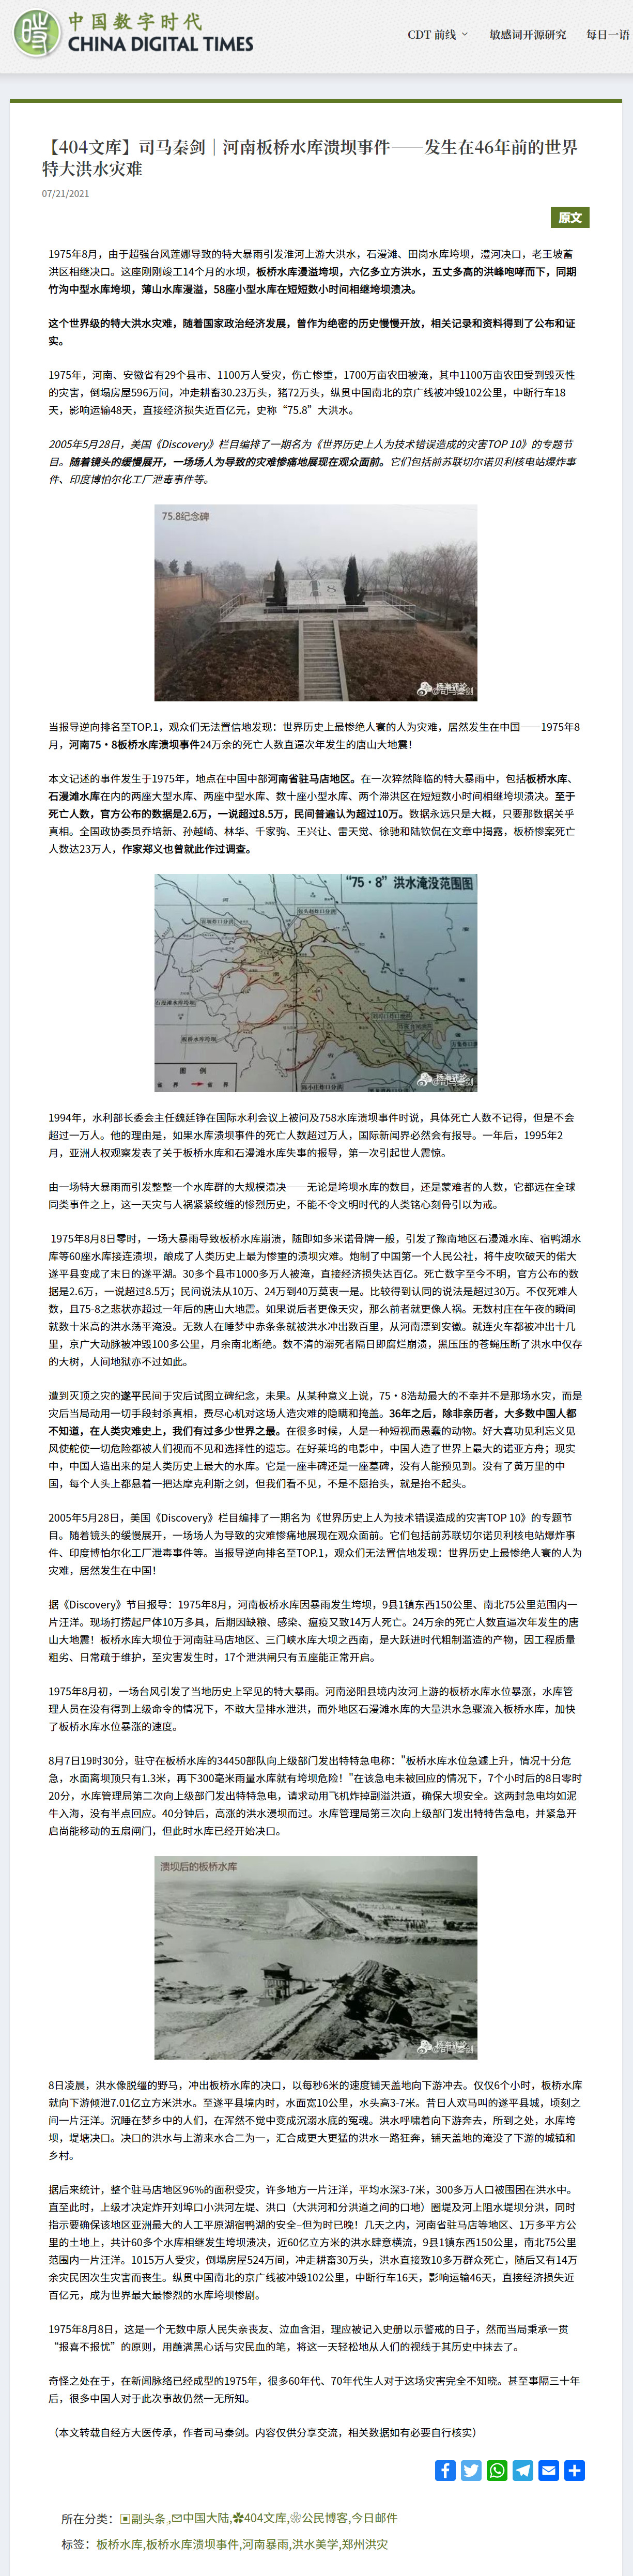 中国数字时代
CHINA DIGITAL TIMES
CDT 前线
敏感词开源研究
每日一语
【404文库】司马秦剑｜河南板桥水库溃坝事件——发生在46年前的世界
特大洪水灾难
07/21/2021
原文
1975年8月，由于超强台风莲娜导致的特大暴雨引发淮河上游大洪水，石漫滩、田岗水库垮坝，澧河决口，老王坡蓄
洪区相继决口。这座刚刚竣工14个月的水坝，板桥水库漫溢垮坝，六亿多立方洪水，五丈多高的洪峰咆哮而下，同期
竹沟中型水库垮坝，薄山水库漫溢，58座小型水库在短短数小时间相继垮坝溃决。
这个世界级的特大洪水灾难，随着国家政治经济发展，曾作为绝密的历史慢慢开放，相关记录和资料得到了公布和证
实。
1975年，河南、安徽省有29个县市、1100万人受灾，伤亡惨重，1700万亩农田被淹，其中1100万亩农田受到毁灭性
的灾害，倒塌房屋596万间，冲走耕畜30.23万头，猪72万头，纵贯中国南北的京广线被冲毁102公里，中断行车18
天，影响运输48天，直接经济损失近百亿元，史称“75.8”大洪水。
2005年5月28日，美国《Discovery》栏目编排了一期名为《世界历史上人为技术错误造成的灾害TOP 10》的专题节
目。随着镜头的缓慢展开，一场场人为导致的灾难惨痛地展现在观众面前。它们包括前苏联切尔诺贝利核电站爆炸事
件、印度博怕尔化工厂泄毒事件等。
75.8纪念碑
当报导逆向排名至TOP.1，观众们无法置信地发现：世界历史上最惨绝人寰的人为灾难，居然发生在中国——1975年8
月，河南75・8板桥水库溃坝事件24万余的死亡人数直逼次年发生的唐山大地震！
本文记述的事件发生于1975年，地点在中国中部河南省驻马店地区。在一次猝然降临的特大暴雨中，包括板桥水库、
石漫滩水库在内的两座大型水库、两座中型水库、数十座小型水库、两个滞洪区在短短数小时间相继垮坝溃决。至于
死亡人数，官方公布的数据是2.6万，一说超过8.5万，民间普遍认为超过10万。数据永远只是大概，只要那数据关乎
真相。全国政协委员乔培新、孙越崎、林华、千家驹、王兴让、雷天觉、徐驰和陆钦侃在文章中揭露，板桥惨案死亡
人数达23万人，作家郑义也曾就此作过调查。
“75・8”洪水淹没范围图
1994年，水利部长委会主任魏廷铮在国际水利会议上被问及758水库溃坝事件时说，具体死亡人数不记得，但是不会
超过一万人。他的理由是，如果水库溃坝事件的死亡人数超过万人，国际新闻界必然会有报导。一年后，1995年2
月，亚洲人权观察发表了关于板桥水库和石漫滩水库失事的报导，第一次引起世人震惊。
由一场特大暴雨而引发整整一个水库群的大规模溃决——无论是垮坝水库的数目，还是蒙难者的人数，它都远在全球
同类事件之上，这一天灾与人祸紧紧绞缠的惨烈历史，不能不令文明时代的人类铭心刻骨引以为戒。
1975年8月8日零时，一场大暴雨导致板桥水库崩溃，随即如多米诺骨牌一般，引发了豫南地区石漫滩水库、宿鸭湖水
库等60座水库接连溃坝，酿成了人类历史上最为惨重的溃坝灾难。炮制了中国第一个人民公社，将牛皮吹破天的偌大
遂平县变成了末日的遂平湖。30多个县市1000多万人被淹，直接经济损失达百亿。死亡数字至今不明，官方公布的数
据是2.6万，一说超过8.5万；民间说法从10万、24万到40万莫衷一是。比较得到认同的说法是超过30万。不仅死难人
数，且75-8之悲状亦超过一年后的唐山大地震。如果说后者更像天灾，那么前者就更像人祸。无数村庄在午夜的瞬间
就数十米高的洪水荡平淹没。无数人在睡梦中赤条条就被洪水冲出数百里，从河南漂到安徽。就连火车都被冲出十几
里，京广大动脉被冲毁100多公里，月余南北断绝。数不清的溺死者隔日即腐烂崩溃，黑压压的苍蝇压断了洪水中仅存
的大树，人间地狱亦不过如此。
遭到灭顶之灾的遂平民间于灾后试图立碑纪念，未果。从某种意义上说，75・8浩劫最大的不幸并不是那场水灾，而是
灾后当局动用一切手段封杀真相，费尽心机对这场人造灾难的隐瞒和掩盖。36年之后，除非亲历者，大多数中国人都
不知道，在人类灾难史上，我们有过多少世界之最。在很多时候，人是一种短视而愚蠢的动物。好大喜功见利忘义见
风使舵使一切危险都被人们视而不见和选择性的遗忘。在好莱坞的电影中，中国人造了世界上最大的诺亚方舟；现实
中，中国人造出来的是人类历史上最大的水库。它是一座丰碑还是一座墓碑，没有人能预见到。没有了黄万里的中
国，每个人头上都悬着一把达摩克利斯之剑，但我们看不见，不是不愿抬头，就是抬不起头。
2005年5月28日，美国《Discovery》栏目编排了一期名为《世界历史上人为技术错误造成的灾害TOP 10》的专题节
目。随着镜头的缓慢展开，一场场人为导致的灾难惨痛地展现在观众面前。它们包括前苏联切尔诺贝利核电站爆炸事
件、印度博怕尔化工厂泄毒事件等。当报导逆向排名至TOP.1，观众们无法置信地发现：世界历史上最惨绝人寰的人为
灾难，居然发生在中国！
据《Discovery》节目报导：1975年8月，河南板桥水库因暴雨发生垮坝，9县1镇东西150公里、南北75公里范围内一
片汪洋。现场打捞起尸体10万多具，后期因缺粮、感染、瘟疫又致14万人死亡。24万余的死亡人数直逼次年发生的唐
山大地震！板桥水库大坝位于河南驻马店地区、三门峡水库大坝之西南，是大跃进时代粗制滥造的产物，因工程质量
粗劣、日常疏于维护，至灾害发生时，17个泄洪闸只有五座能正常开启。
1975年8月初，一场台风引发了当地历史上罕见的特大暴雨。河南泌阳县境内汝河上游的板桥水库水位暴涨，水库管
理人员在没有得到上级命令的情况下，不敢大量排水泄洪，而外地区石漫滩水库的大量洪水急骤流入板桥水库，加快
了板桥水库水位暴涨的速度。
8月7日19时30分，驻守在板桥水库的34450部队向上级部门发出特特急电称："板桥水库水位急遽上升，情况十分危
急，水面离坝顶只有1.3米，再下300毫米雨量水库就有垮坝危险！"在该急电未被回应的情况下，7个小时后的8日零时
20分，水库管理局第二次向上级部门发出特特急电，请求动用飞机炸掉副溢洪道，确保大坝安全。这两封急电均如泥
牛入海，没有半点回应。40分钟后，高涨的洪水漫坝而过。水库管理局第三次向上级部门发出特特告急电，并紧急开
启尚能移动的五扇闸门，但此时水库已经开始决口。
溃坝后的板桥水库
8日凌晨，洪水像脱缰的野马，冲出板桥水库的决口，以每秒6米的速度铺天盖地向下游冲去。仅仅6个小时，板桥水库
就向下游倾泄7.01亿立方米洪水。至遂平县境内时，水面宽10公里，水头高3-7米。昔日人欢马叫的遂平县城，顷刻之
间一片汪洋。沉睡在梦乡中的人们，在浑然不觉中变成沉溺水底的冤魂。洪水呼啸着向下游奔去，所到之处，水库垮
坝，堤塘决口。决口的洪水与上游来水合二为一，汇合成更大更猛的洪水一路狂奔，铺天盖地的淹没了下游的城镇和
乡村。
据后来统计，整个驻马店地区96%的面积受灾，许多地方一片汪洋，平均水深3-7米，300多万人口被围困在洪水中。
直至此时，上级才决定炸开刘埠口小洪河左堤、洪口（大洪河和分洪道之间的口地）圈堤及河上阻水堤坝分洪，同时
指示要确保该地区亚洲最大的人工平原湖宿鸭湖的安全–但为时已晚！几天之内，河南省驻马店等地区、1万多平方公
里的土地上，共计60多个水库相继发生垮坝溃决，近60亿立方米的洪水肆意横流，9县1镇东西150公里，南北75公里
范围内一片汪洋。1015万人受灾，倒塌房屋524万间，冲走耕畜30万头，洪水直接致10多万群众死亡，随后又有14万
余灾民因次生灾害而丧生。纵贯中国南北的京广线被冲毁102公里，中断行车16天，影响运输46天，直接经济损失近
百亿元，成为世界最大最惨烈的水库垮坝惨剧。
1975年8月8日，这是一个无数中原人民失亲丧友、泣血含泪，理应被记入史册以示警戒的日子，然而当局秉承一贯
“报喜不报忧”的原则，用蘸满黑心话与灾民血的笔，将这一天轻松地从人们的视线于其历史中抹去了。
奇怪之处在于，在新闻脉络已经成型的1975年，很多60年代、70年代生人对于这场灾害完全不知晓。甚至事隔三十年
后，很多中国人对于此次事故仍然一无所知。
（本文转载自经方大医传承，作者司马秦剑。内容仅供分享交流，相关数据如有必要自行核实）
所在分类：副头条,中国大陆,404文库,公民博客,今日邮件
标签：板桥水库,板桥水库溃坝事件,河南暴雨,洪水美学,郑州洪灾